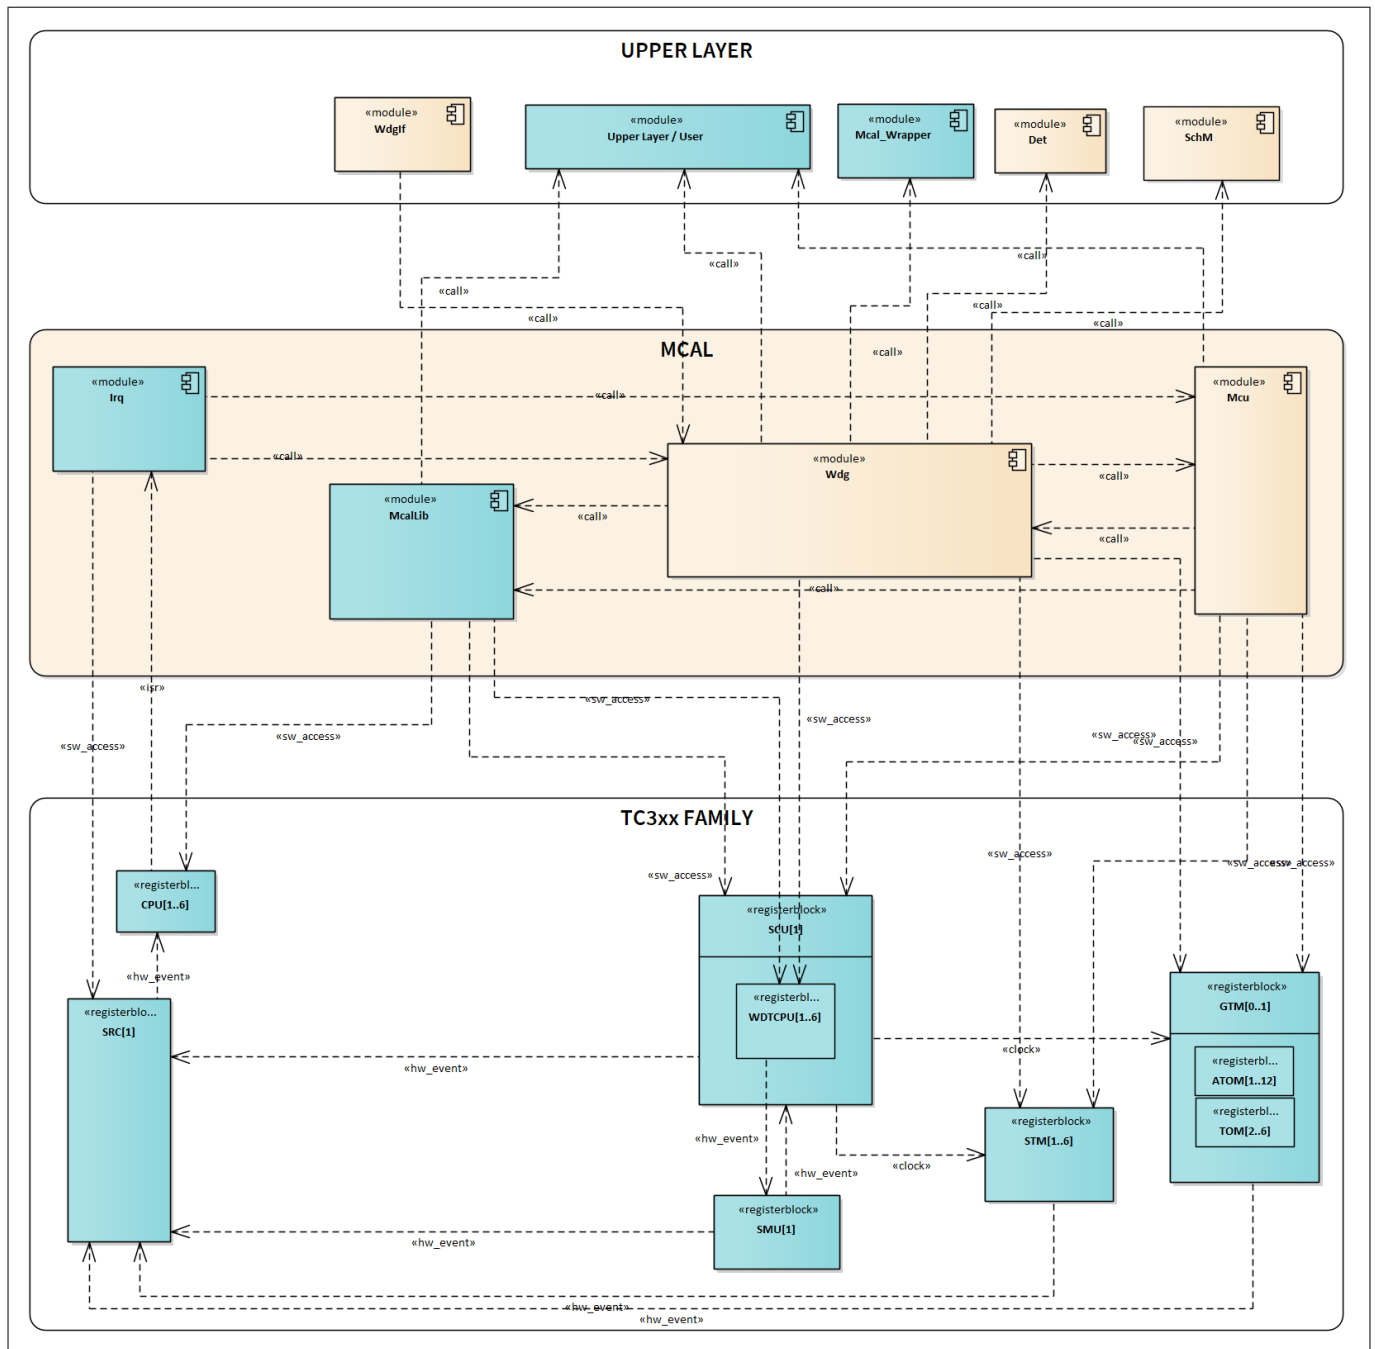 UPPER LAYER
«module»
WdgIf
«module»
Upper Layer / User
«module»
Mcal_Wrapper
«module»
Det
«module»
SchM
«call»
«call»
«call»
«call»
«call»
«call»
«call»
MCAL
«module»
Irq
«call»
«module»
Mcu
«call»
«module»
Wdg
«call»
«module»
McalLib
«call»
«call»
«call»
«isr»
«sw_access»
«sw_access»
«sw_access»
«sw_access»
«sw_access»
«sw_access»
TC3xx FAMILY
«sw_access»
«sw_access»
«sw_access»
«sw_access»
«registerbl...
CPU[1..6]
«registerblock»
SCU[1]
«hw_event»
«registerblo...
SRC[1]
«registerbl...
WDTCPU[1..6]
«registerblock»
GTM[0..1]
«clock»
«hw_event»
«registerbl...
ATOM[1..12]
«registerbl...
TOM[2..6]
«registerblock»
STM[1..6]
«hw_event»
«clock»
«hw_event»
«registerblock»
SMU[1]
«hw_event»
«hw_event»
«hw_event»